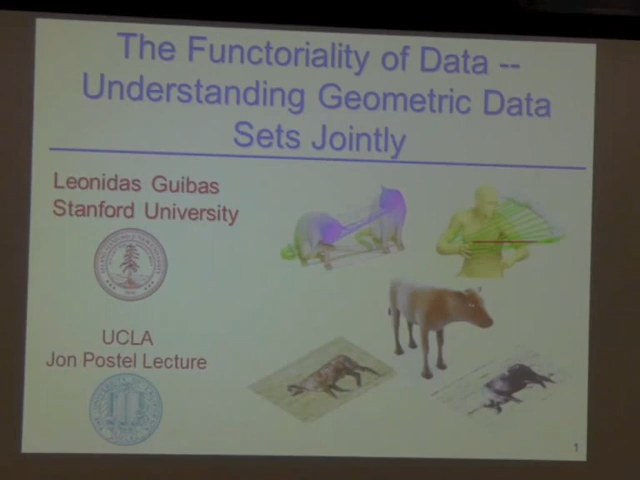 The Functoriality of Data --
Understanding Geometric Data
Sets Jointly
Leonidas Guibas
Stanford University
UCLA
Jon Postel Lecture
1